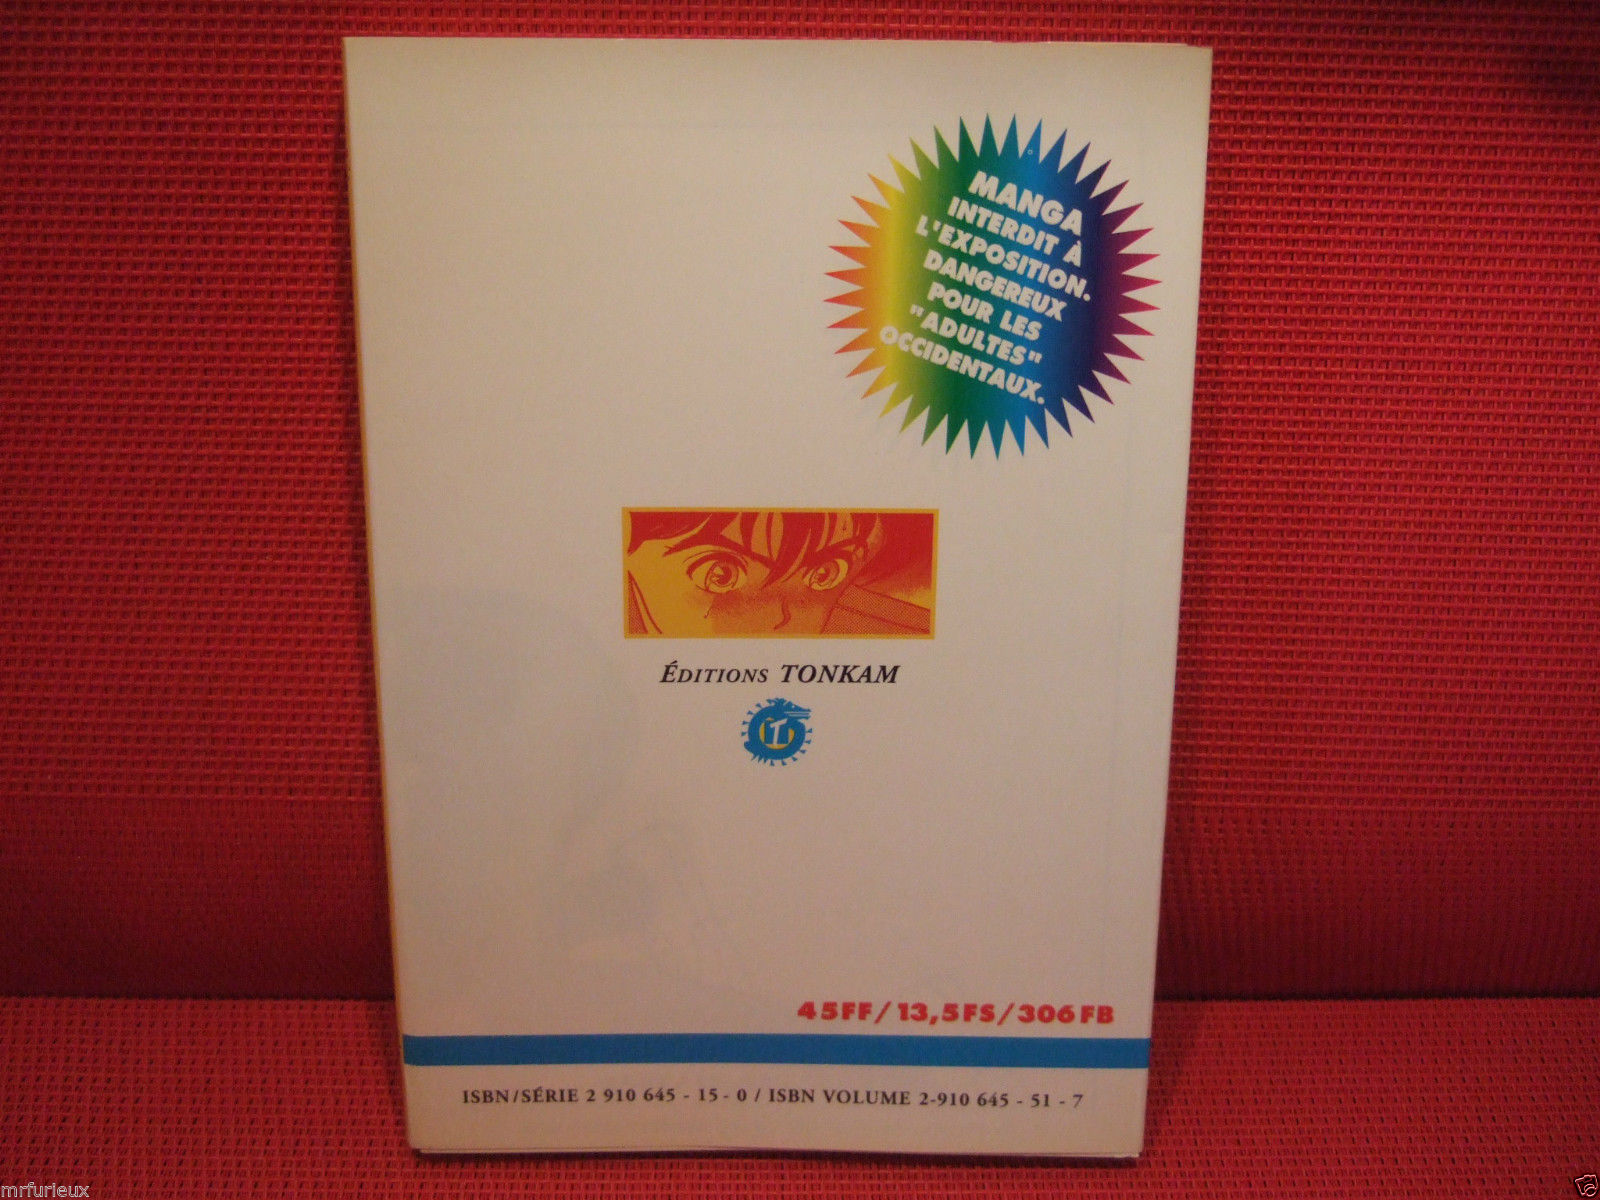 MANGA
INTERDIT À
L'EXPOSITION.
DANGEREUX
POUR LES
"ADULTES"
OCCIDENTAUX.
ÉDITIONS TONKAM
T
45FF/13,5FS/306FB
ISBN/SÉRIE 2 910 645 - 15 - 0 / ISBN VOLUME 2-910 645 - 51 - 7
mrfurieux